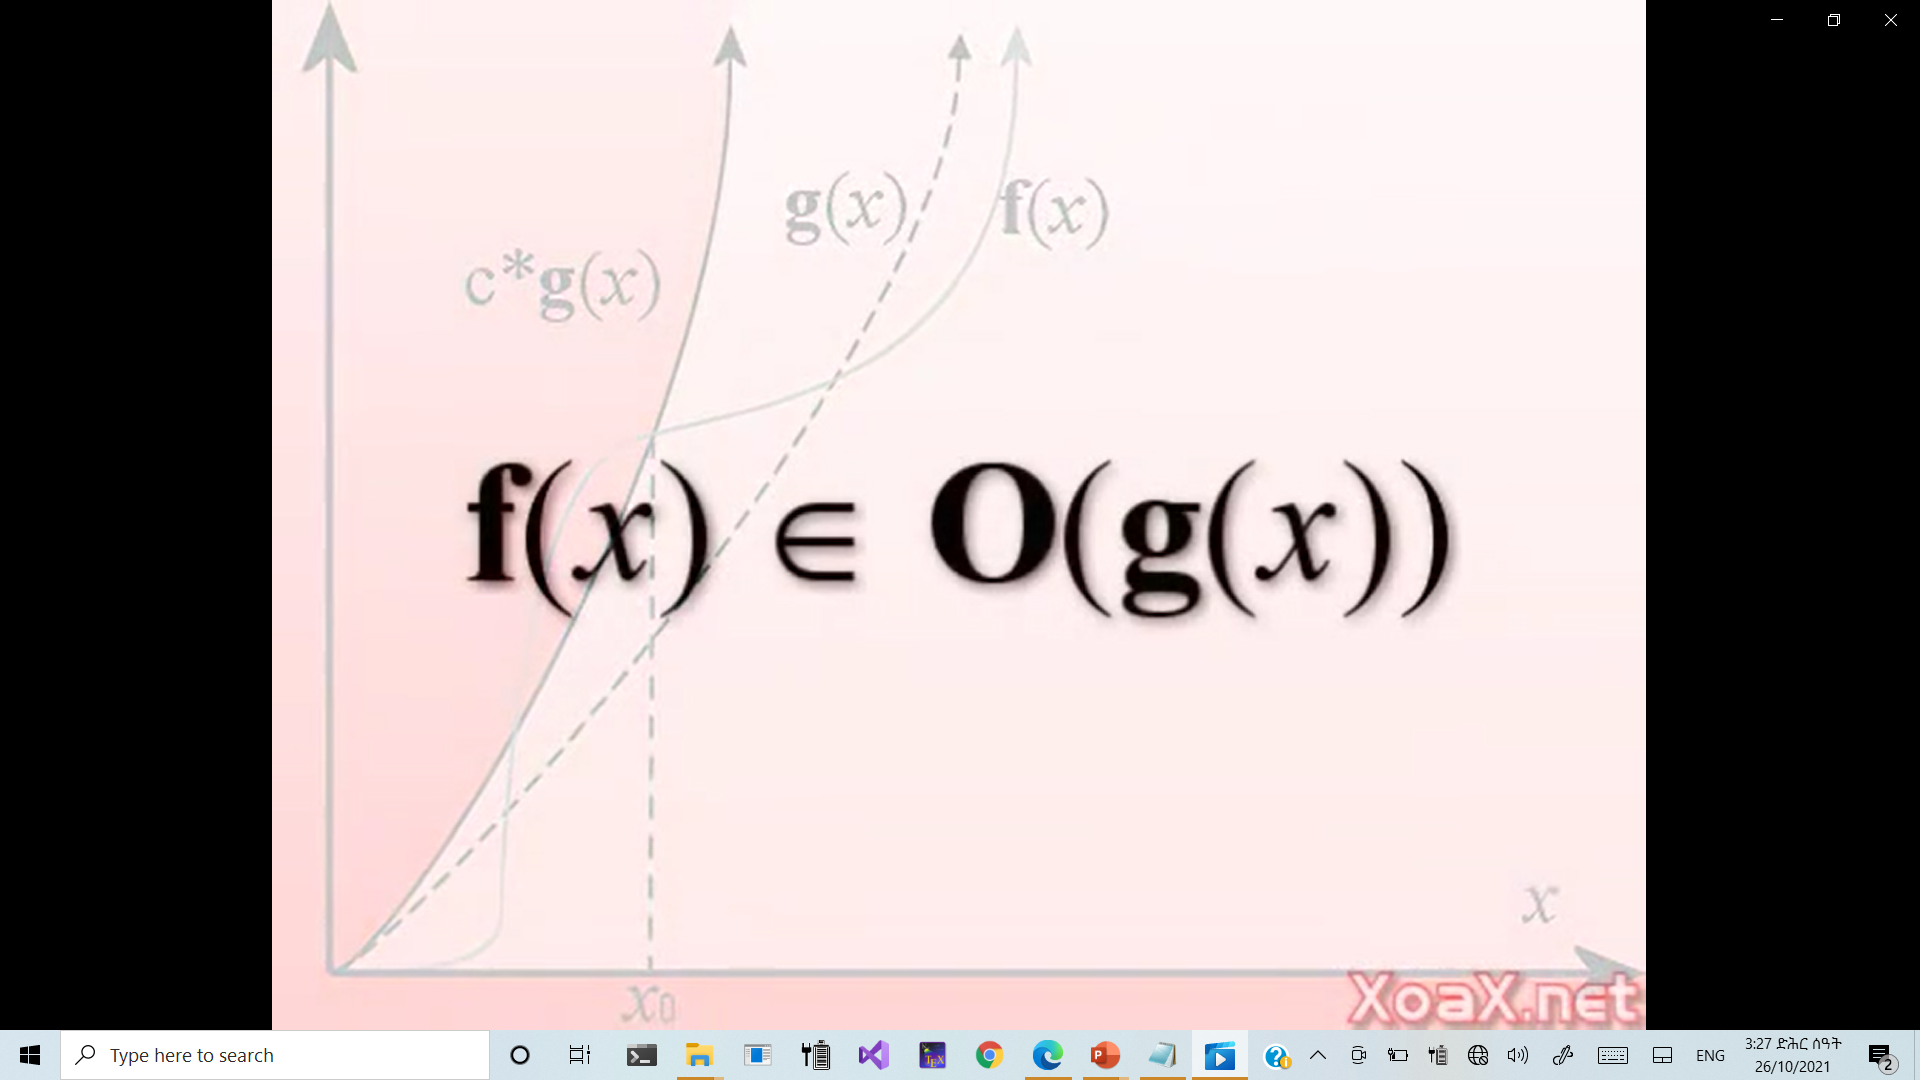 g(x)
f(x)
c*g(x)
f(x) ∈ O(g(x))
x
x0
XoaX.net
Type here to search
ENG
3:27 ድሕር ሰዓት
26/10/2021
2